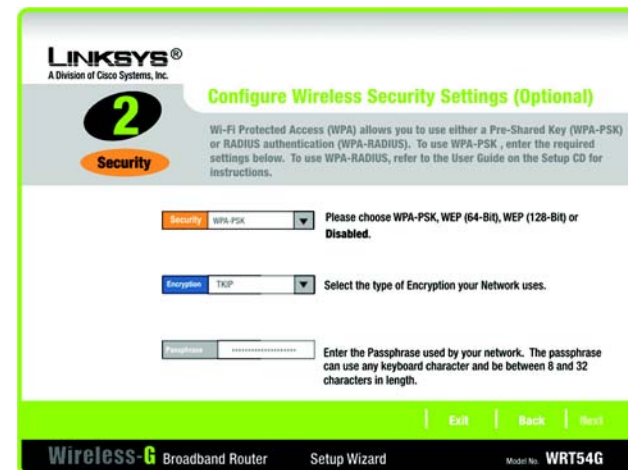 LINKSYS®
A Division of Cisco Systems, Inc.
2
Security
Configure Wireless Security Settings (Optional)
Wi-Fi Protected Access (WPA) allows you to use either a Pre-Shared Key (WPA-PSK)
or RADIUS authentication (WPA-RADIUS). To use WPA-PSK , enter the required
settings below. To use WPA-RADIUS, refer to the User Guide on the Setup CD for
instructions.
Security WPA-PSK
Please choose WPA-PSK, WEP (64-Bit), WEP (128-Bit) or
Disabled.
Encryption TKIP
Select the type of Encryption your Network uses.
Passphrase
Enter the Passphrase used by your network. The passphrase
can use any keyboard character and be between 8 and 32
characters in length.
Exit Back Next
Wireless-G Broadband Router Setup Wizard Model No. WRT54G